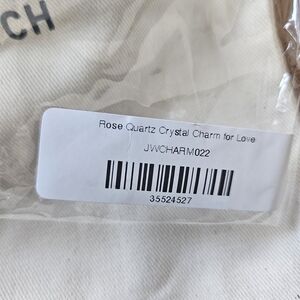 CH
Rose Quartz Crystal Charm for Love
JWCHARM022
35524527